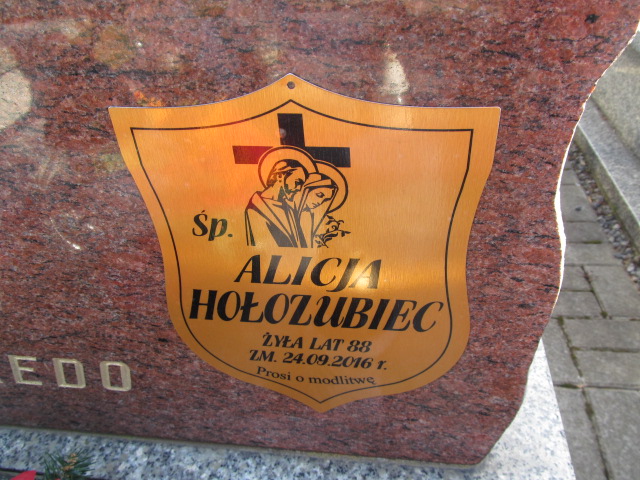 Śp.
ALICJA
HOŁOZUBIEC
ŻYŁA LAT 88
ZM. 24.09.2016 r.
Prosi o modlitwę
EDO